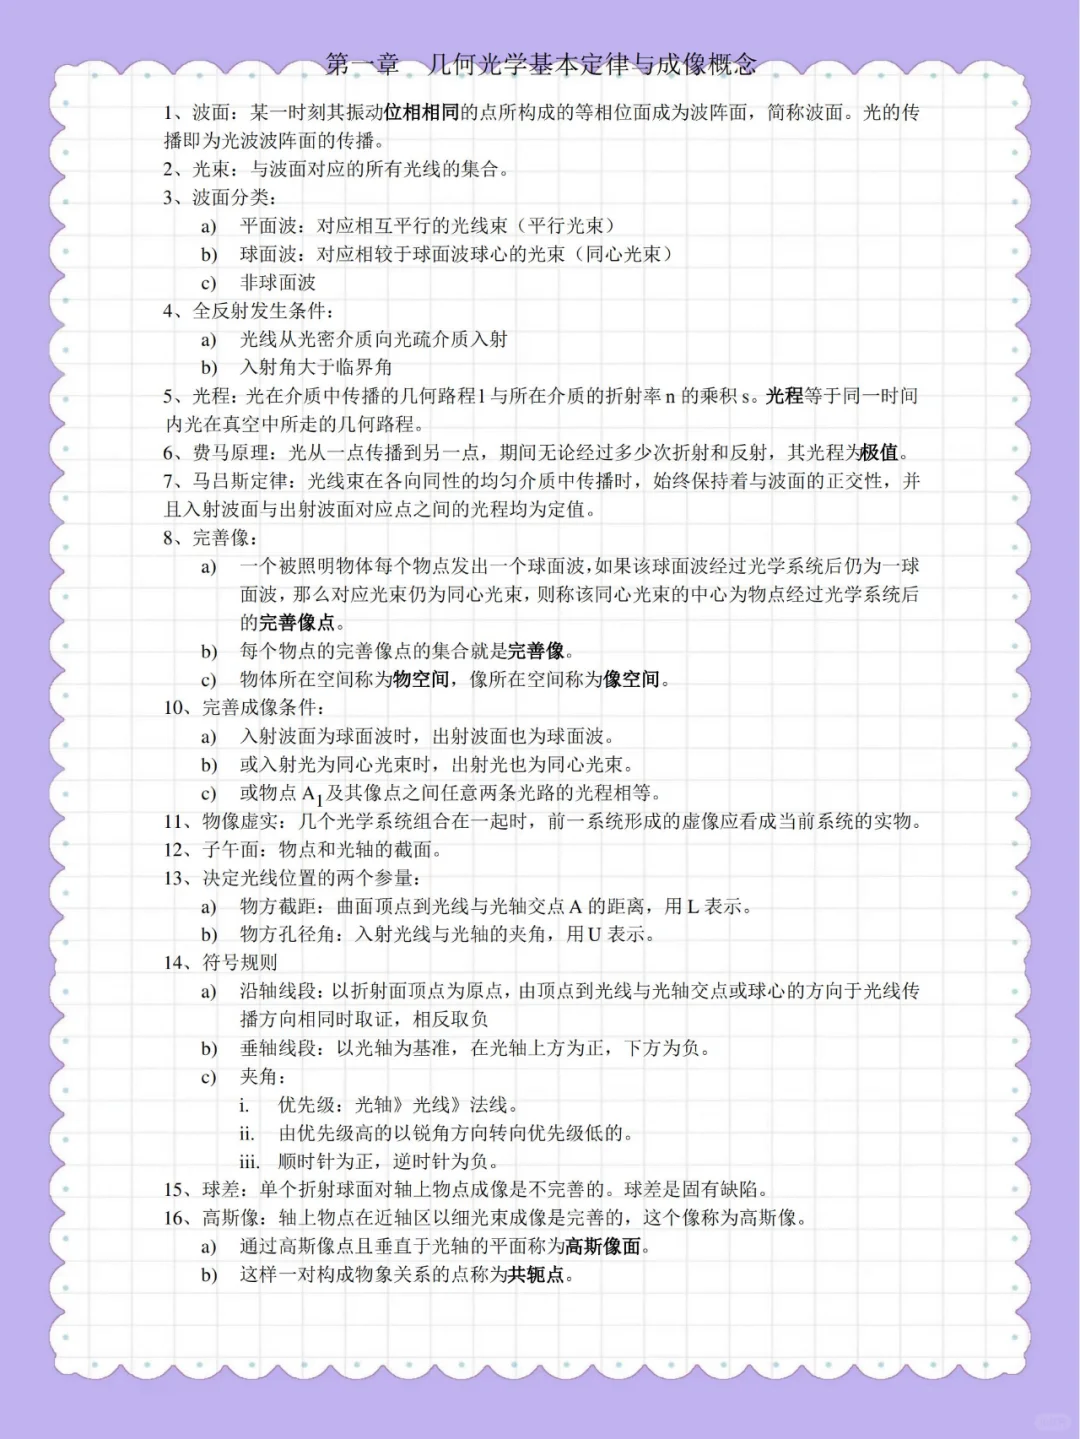 第一章　几何光学基本定律与成像概念
1、波面：某一时刻其振动位相相同的点所构成的等相位面成为波阵面，简称波面。光的传
播即为光波波阵面的传播。
2、光束：与波面对应的所有光线的集合。
3、波面分类：
a) 平面波：对应相互平行的光线束（平行光束）
b) 球面波：对应相较于球面波球心的光束（同心光束）
c) 非球面波
4、全反射发生条件：
a) 光线从光密介质向光疏介质入射
b) 入射角大于临界角
5、光程：光在介质中传播的几何路程l与所在介质的折射率 n 的乘积 s。光程等于同一时间
内光在真空中所走的几何路程。
6、费马原理：光从一点传播到另一点，期间无论经过多少次折射和反射，其光程为极值。
7、马吕斯定律：光线束在各向同性的均匀介质中传播时，始终保持着与波面的正交性，并
且入射波面与出射波面对应点之间的光程均为定值。
8、完善像：
a) 一个被照明物体每个物点发出一个球面波，如果该球面波经过光学系统后仍为一球
面波，那么对应光束仍为同心光束，则称该同心光束的中心为物点经过光学系统后
的完善像点。
b) 每个物点的完善像点的集合就是完善像。
c) 物体所在空间称为物空间，像所在空间称为像空间。
10、完善成像条件：
a) 入射波面为球面波时，出射波面也为球面波。
b) 或入射光为同心光束时，出射光也为同心光束。
c) 或物点 A1及其像点之间任意两条光路的光程相等。
11、物像虚实：几个光学系统组合在一起时，前一系统形成的虚像应看成当前系统的实物。
12、子午面：物点和光轴的截面。
13、决定光线位置的两个参量：
a) 物方截距：曲面顶点到光线与光轴交点 A 的距离，用 L 表示。
b) 物方孔径角：入射光线与光轴的夹角，用 U 表示。
14、符号规则
a) 沿轴线段：以折射面顶点为原点，由顶点到光线与光轴交点或球心的方向于光线传
播方向相同时取证，相反取负
b) 垂轴线段：以光轴为基准，在光轴上方为正，下方为负。
c) 夹角：
i. 优先级：光轴》光线》法线。
ii. 由优先级高的以锐角方向转向优先级低的。
iii. 顺时针为正，逆时针为负。
15、球差：单个折射球面对轴上物点成像是不完善的。球差是固有缺陷。
16、高斯像：轴上物点在近轴区以细光束成像是完善的，这个像称为高斯像。
a) 通过高斯像点且垂直于光轴的平面称为高斯像面。
b) 这样一对构成物象关系的点称为共轭点。